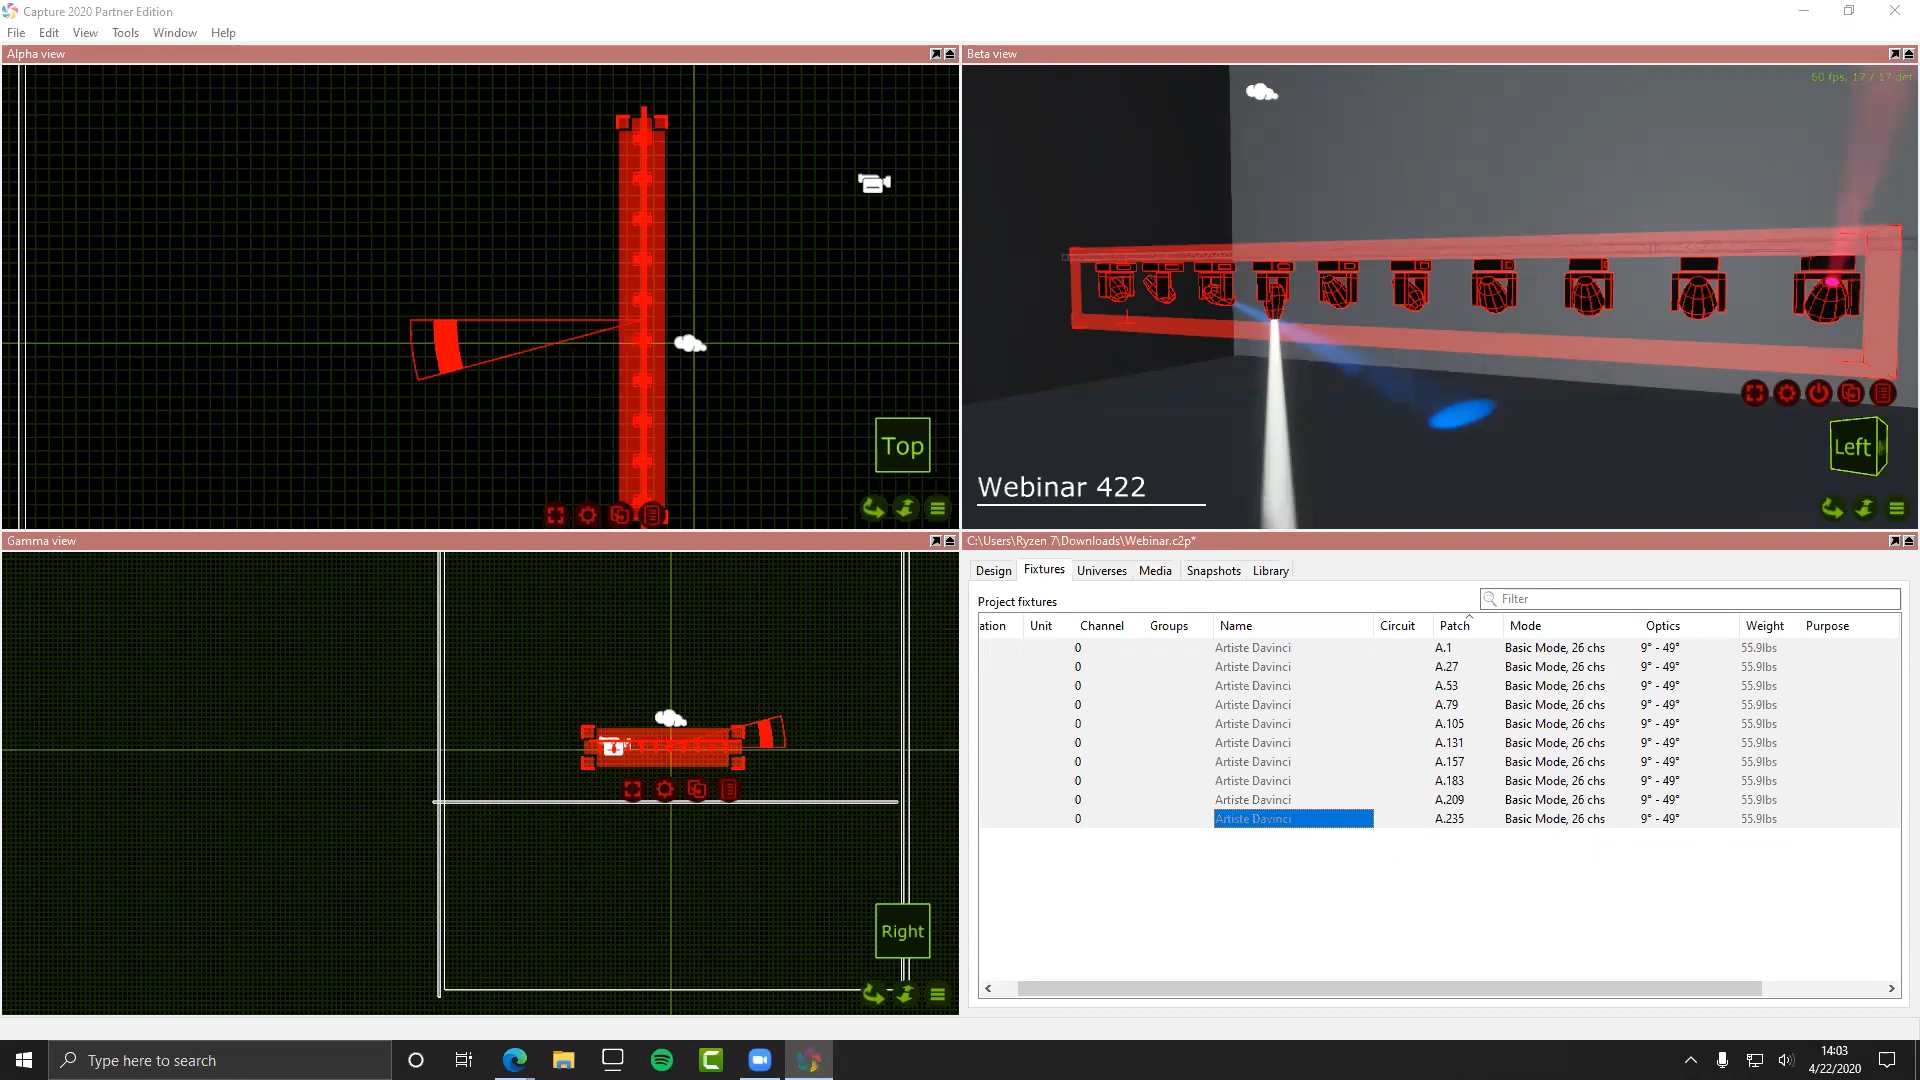 Capture 2020 Partner Edition
File Edit View Tools Window Help
Alpha view
Top
Beta view
60 fps, 17 / 17 det
Left
Webinar 422
Gamma view
Right
C:\Users\Ryzen 7\Downloads\Webinar.c2p*
Design Fixtures Universes Media Snapshots Library
Project fixtures
Filter
ation Unit Channel Groups Name Circuit Patch Mode Optics Weight Purpose
0 Artiste Davinci A.1 Basic Mode, 26 chs 9° - 49° 55.9lbs
0 Artiste Davinci A.27 Basic Mode, 26 chs 9° - 49° 55.9lbs
0 Artiste Davinci A.53 Basic Mode, 26 chs 9° - 49° 55.9lbs
0 Artiste Davinci A.79 Basic Mode, 26 chs 9° - 49° 55.9lbs
0 Artiste Davinci A.105 Basic Mode, 26 chs 9° - 49° 55.9lbs
0 Artiste Davinci A.131 Basic Mode, 26 chs 9° - 49° 55.9lbs
0 Artiste Davinci A.157 Basic Mode, 26 chs 9° - 49° 55.9lbs
0 Artiste Davinci A.183 Basic Mode, 26 chs 9° - 49° 55.9lbs
0 Artiste Davinci A.209 Basic Mode, 26 chs 9° - 49° 55.9lbs
0 Artiste Davinci A.235 Basic Mode, 26 chs 9° - 49° 55.9lbs
Type here to search
14:03
4/22/2020